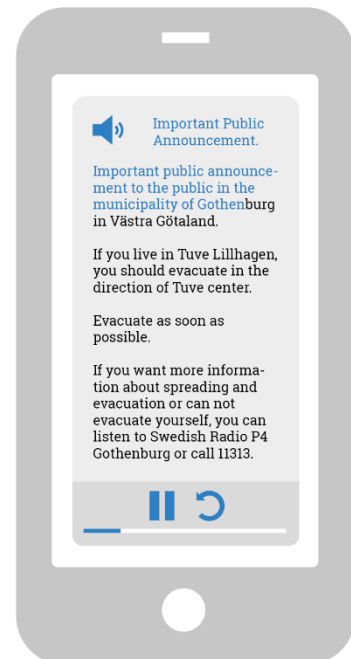 Important Public
Announcement.
Important public announce-
ment to the public in the
municipality of Gothenburg
in Västra Götaland.
If you live in Tuve Lillhagen,
you should evacuate in the
direction of Tuve center.
Evacuate as soon as
possible.
If you want more informa-
tion about spreading and
evacuation or can not
evacuate yourself, you can
listen to Swedish Radio P4
Gothenburg or call 11313.